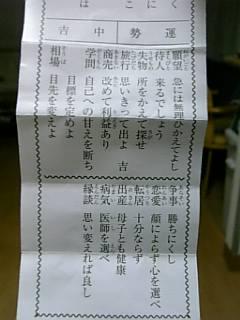 くに
はこ
運勢
中吉
願望 急には無理ひかえてよし
待人 来るでしょう
失物 所をかえて探せ
旅行 思いきって出よ 吉
商売 改めて利益あり
学問 自己への甘えを断ち
目標を定めよ
相場 目先を変えよ
争事 勝ちにくし
恋愛 顔によらず心を選べ
転居 十分ならず
出産 母子とも健康
病気 医師を選べ
縁談 思い変えれば良し